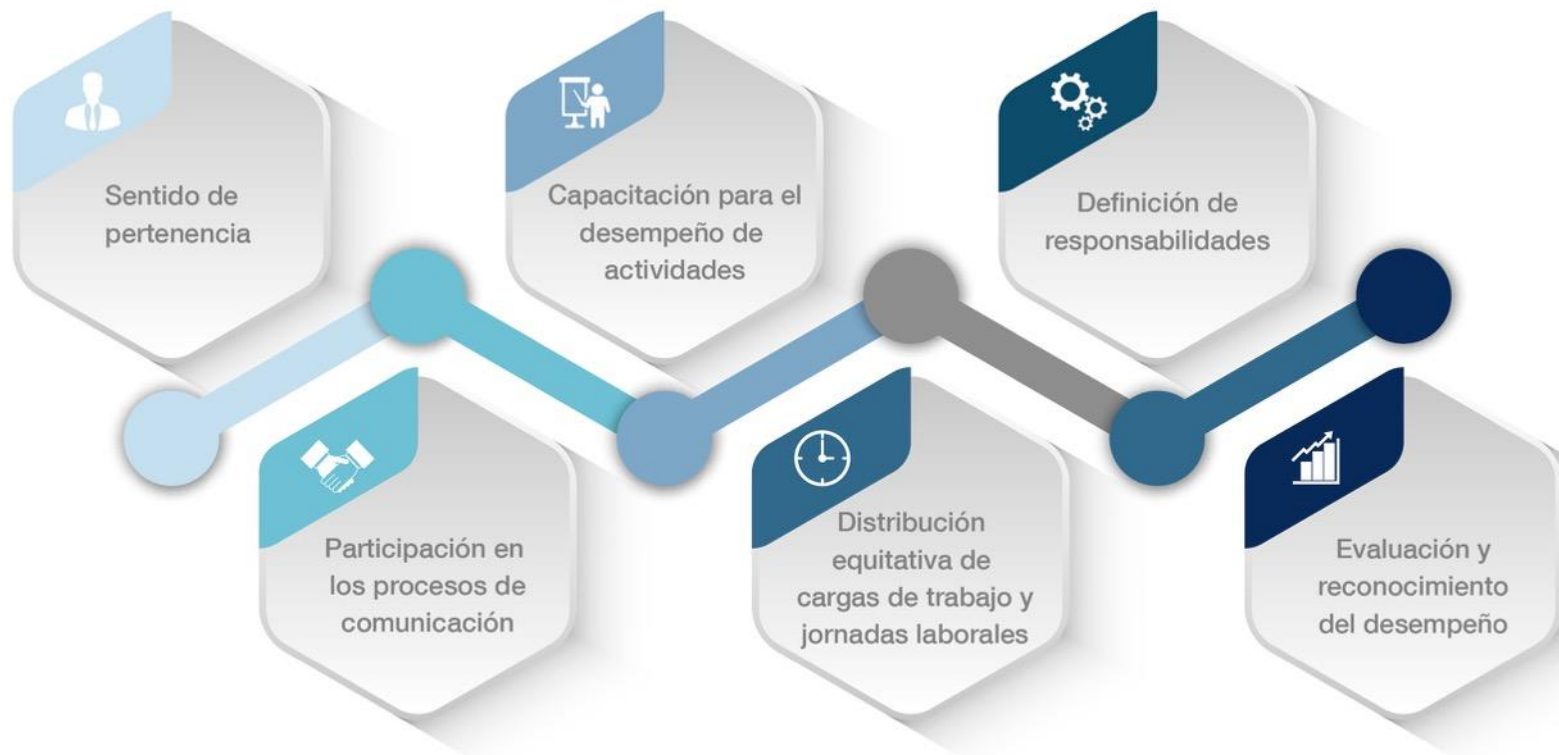 Sentido de
pertenencia
Participación en
los procesos de
comunicación
Capacitación para el
desempeño de
actividades
Distribución
equitativa de
cargas de trabajo y
jornadas laborales
Definición de
responsabilidades
Evaluación y
reconocimiento
del desempeño